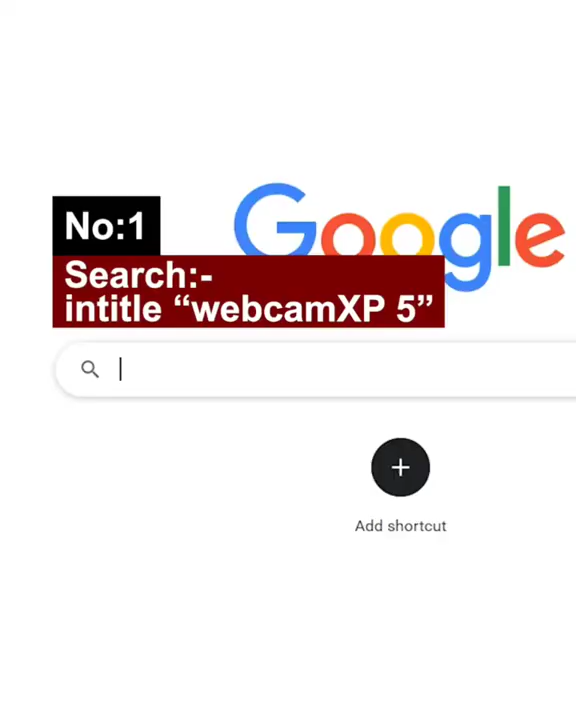 Google
No:1
Search:-
intitle “webcamXP 5”
Add shortcut